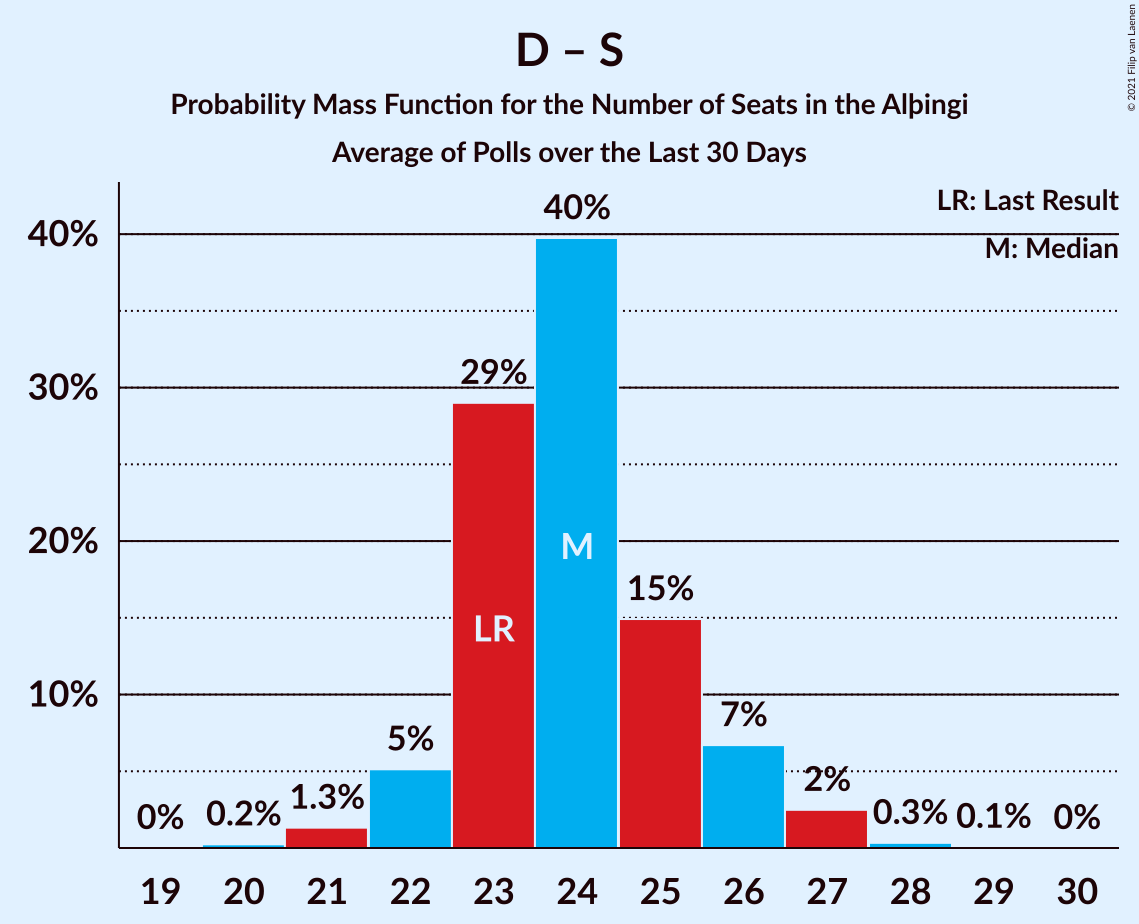 D – S
Probability Mass Function for the Number of Seats in the Alþingi
Average of Polls over the Last 30 Days
© 2021 Filip van Laenen
LR: Last Result
M: Median
40%
30%
20%
10%
0%
0.2%
1.3%
5%
29%
40%
15%
7%
2%
0.3%
0.1%
0%
LR
M
19 20 21 22 23 24 25 26 27 28 29 30